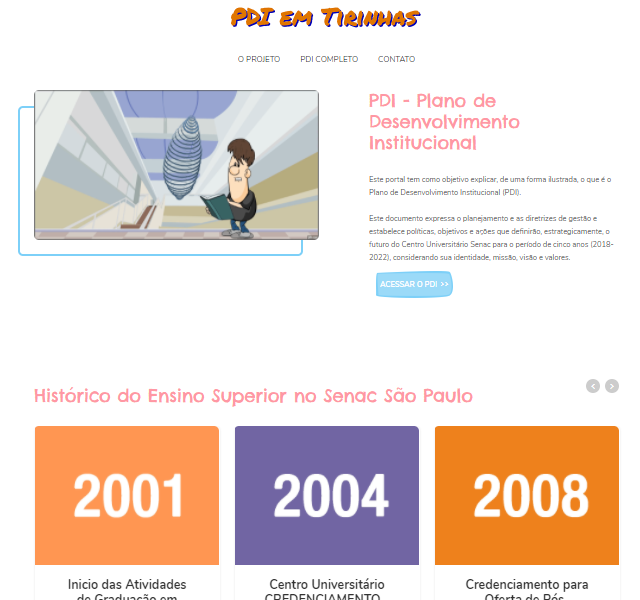 PDI em Tirinhas
O PROJETO PDI COMPLETO CONTATO
PDI - Plano de
Desenvolvimento
Institucional
Este portal tem como objetivo explicar, de uma forma ilustrada, o que é o
Plano de Desenvolvimento Institucional (PDI).
Este documento expressa o planejamento e as diretrizes de gestão e
estabelece políticas, objetivos e ações que definirão, estrategicamente, o
futuro do Centro Universitário Senac para o período de cinco anos (2018-
2022), considerando sua identidade, missão, visão e valores.
ACESSAR O PDI >>
Histórico do Ensino Superior no Senac São Paulo
2001 2004 2008
Inicio das Atividades Centro Universitário Credenciamento para
de Graduação em CREDENCIAMENTO Oferta de Pós